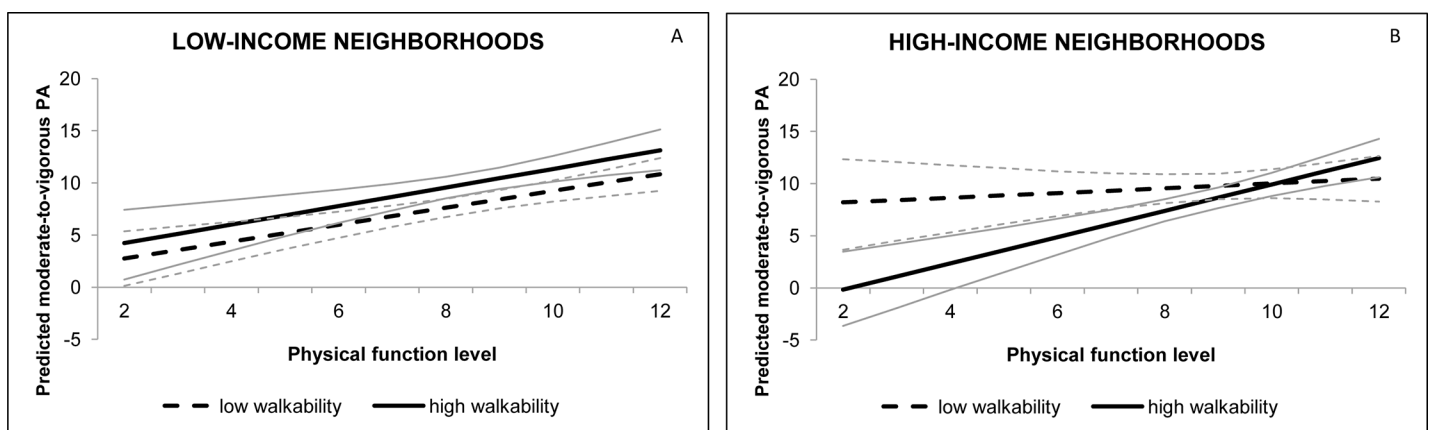 LOW-INCOME NEIGHBORHOODS
A
Predicted moderate-to-vigorous PA
20
15
10
5
0
-5
2 4 6 8 10 12
Physical function level
low walkability high walkability
HIGH-INCOME NEIGHBORHOODS
B
Predicted moderate-to-vigorous PA
20
15
10
5
0
-5
2 4 6 8 10 12
Physical function level
low walkability high walkability